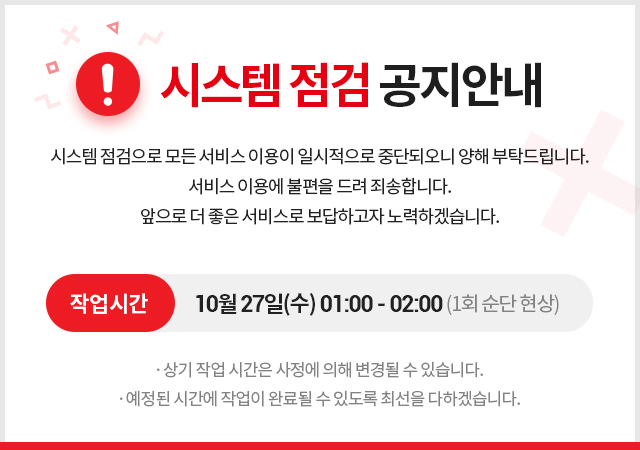 시스템 점검 공지안내
시스템 점검으로 모든 서비스 이용이 일시적으로 중단되오니 양해 부탁드립니다.
서비스 이용에 불편을 드려 죄송합니다.
앞으로 더 좋은 서비스로 보답하고자 노력하겠습니다.
작업시간 10월 27일(수) 01:00 - 02:00 (1회 순단 현상)
· 상기 작업 시간은 사정에 의해 변경될 수 있습니다.
· 예정된 시간에 작업이 완료될 수 있도록 최선을 다하겠습니다.